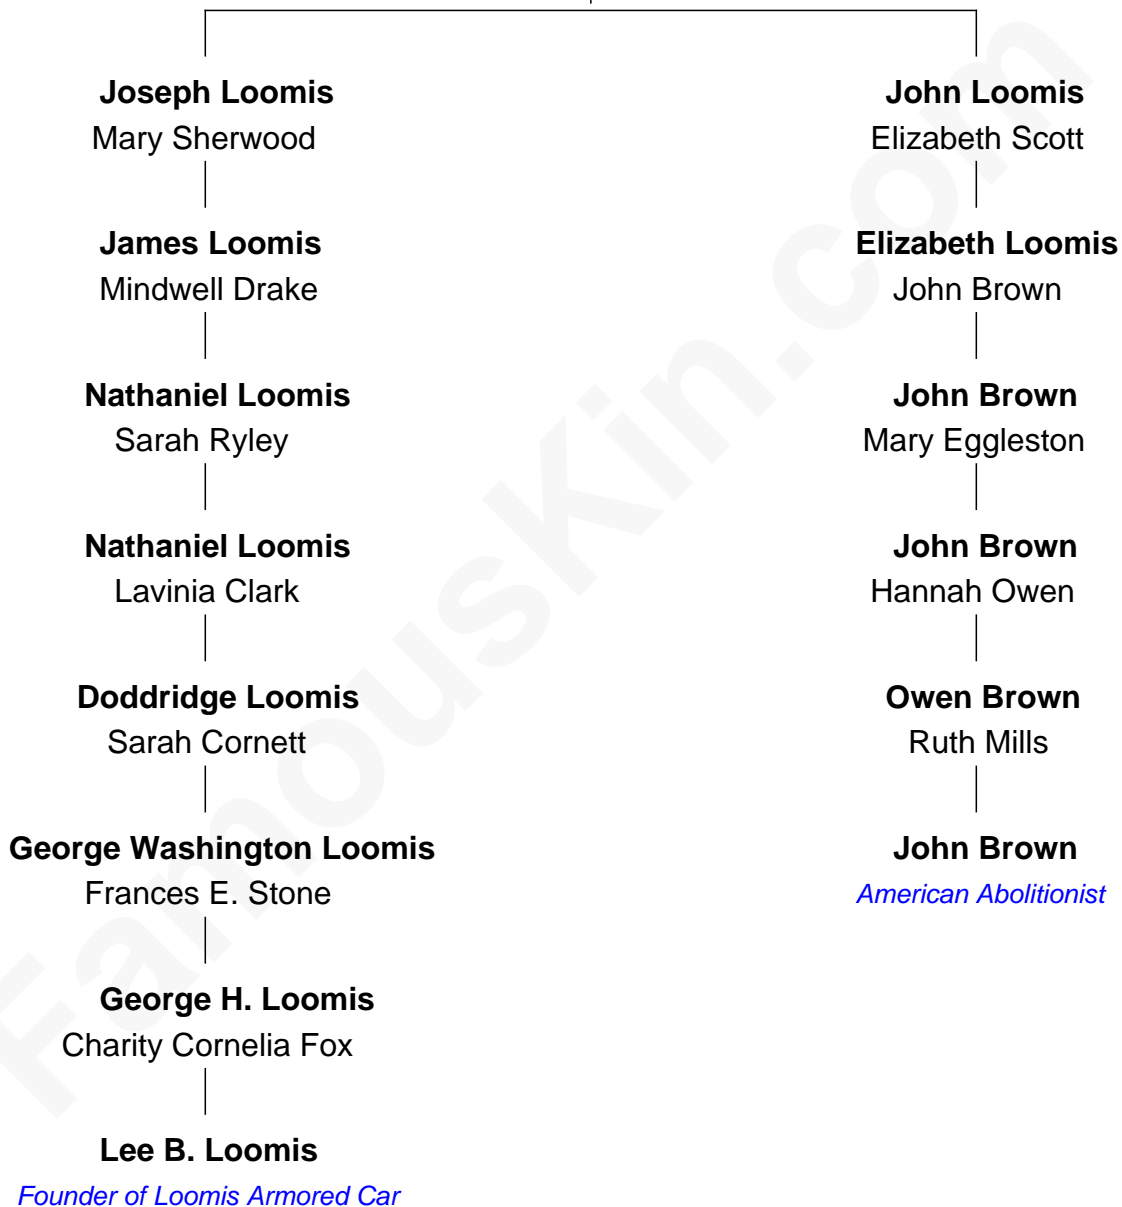 Joseph Loomis
Mary Sherwood
James Loomis
Mindwell Drake
Nathaniel Loomis
Sarah Ryley
Nathaniel Loomis
Lavinia Clark
Doddridge Loomis
Sarah Cornett
George Washington Loomis
Frances E. Stone
George H. Loomis
Charity Cornelia Fox
Lee B. Loomis
Founder of Loomis Armored Car
John Loomis
Elizabeth Scott
Elizabeth Loomis
John Brown
John Brown
Mary Eggleston
John Brown
Hannah Owen
Owen Brown
Ruth Mills
John Brown
American Abolitionist
FamousKin.com